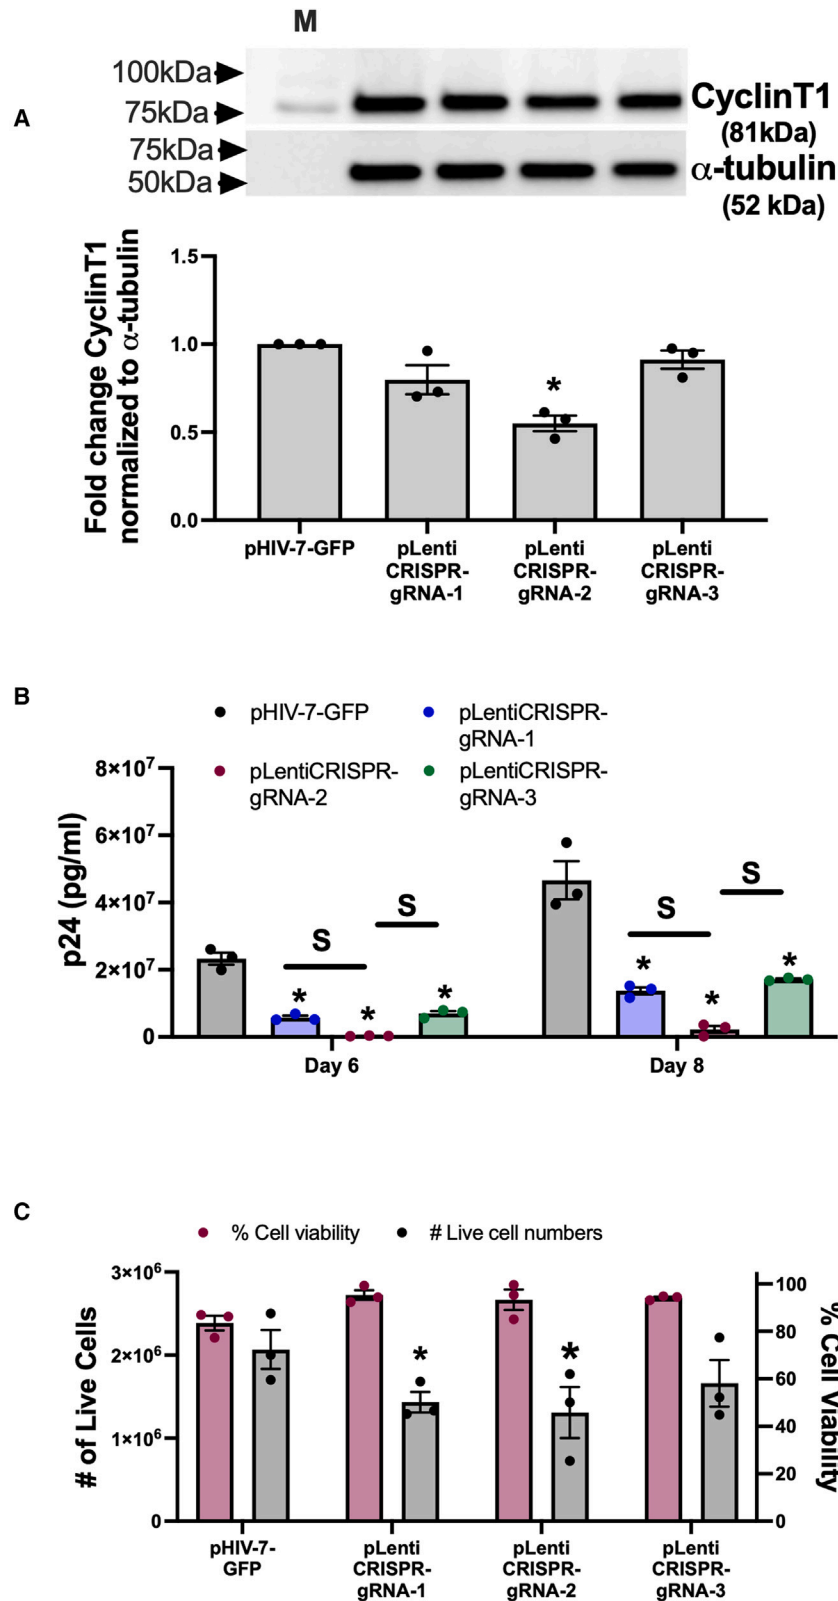 A
M
100kDa
75kDa
75kDa
50kDa
CyclinT1
(81kDa)
α-tubulin
(52 kDa)
Fold change CyclinT1
normalized to α-tubulin
1.5
1.0
0.5
0.0
*
pHIV-7-GFP
pLenti
CRISPR-
gRNA-1
pLenti
CRISPR-
gRNA-2
pLenti
CRISPR-
gRNA-3
B
pHIV-7-GFP
pLentiCRISPR-
gRNA-1
pLentiCRISPR-
gRNA-2
pLentiCRISPR-
gRNA-3
p24 (pg/ml)
8×10⁷
6×10⁷
4×10⁷
2×10⁷
0
S
S
*
*
*
S
S
*
*
*
Day 6
Day 8
C
% Cell viability
# Live cell numbers
# of Live Cells
3×10⁶
2×10⁶
1×10⁶
0
*
*
100
80
60
40
20
0
% Cell Viability
pHIV-7-
GFP
pLenti
CRISPR-
gRNA-1
pLenti
CRISPR-
gRNA-2
pLenti
CRISPR-
gRNA-3